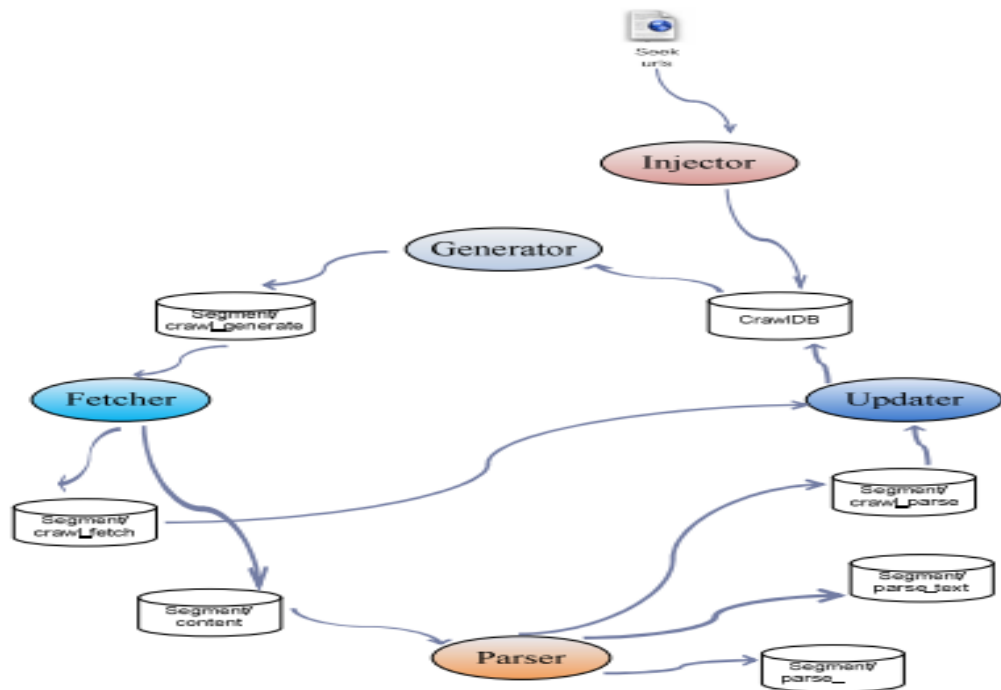 Seek
urls
Injector
Generator
Segment/
crawl_generate
CrawlDB
Fetcher
Updater
Segment/
crawl_fetch
Segment/
crawl_parse
Segment/
content
Segment/
parse_text
Parser
Segment/
parse_